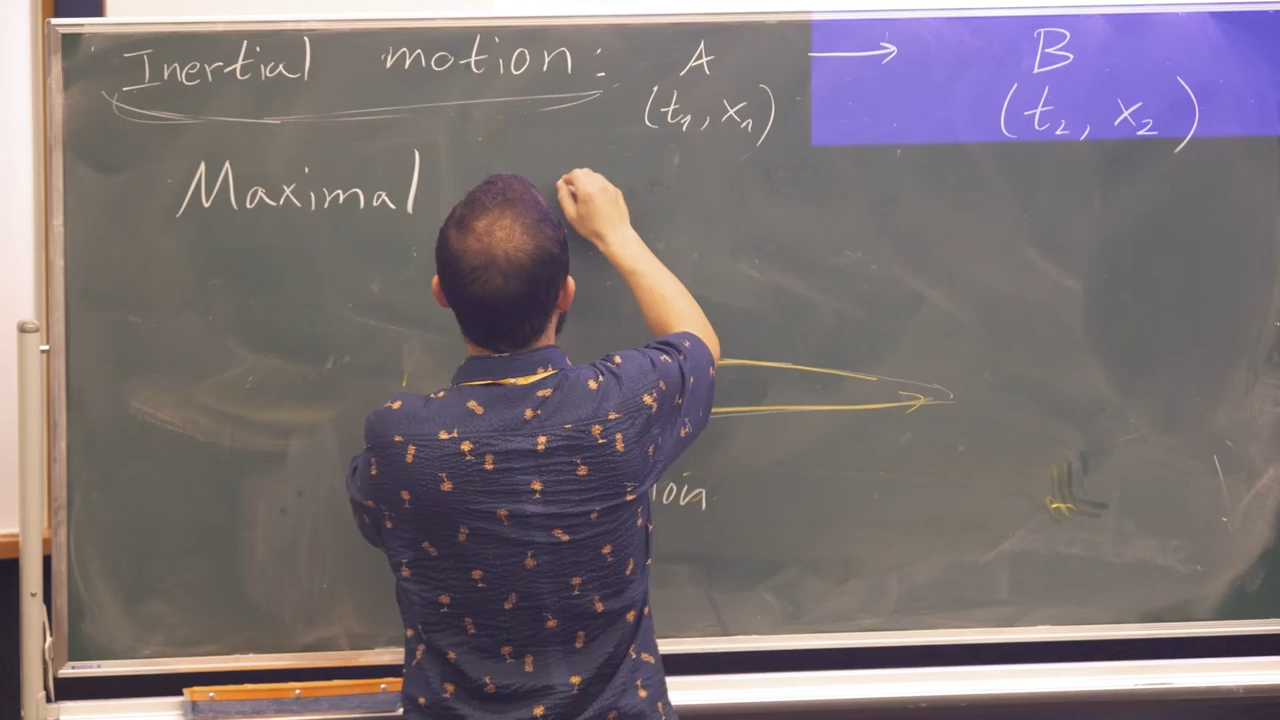 Inertial motion: A → B
(t₁, x₁) (t₂, x₂)
Maximal